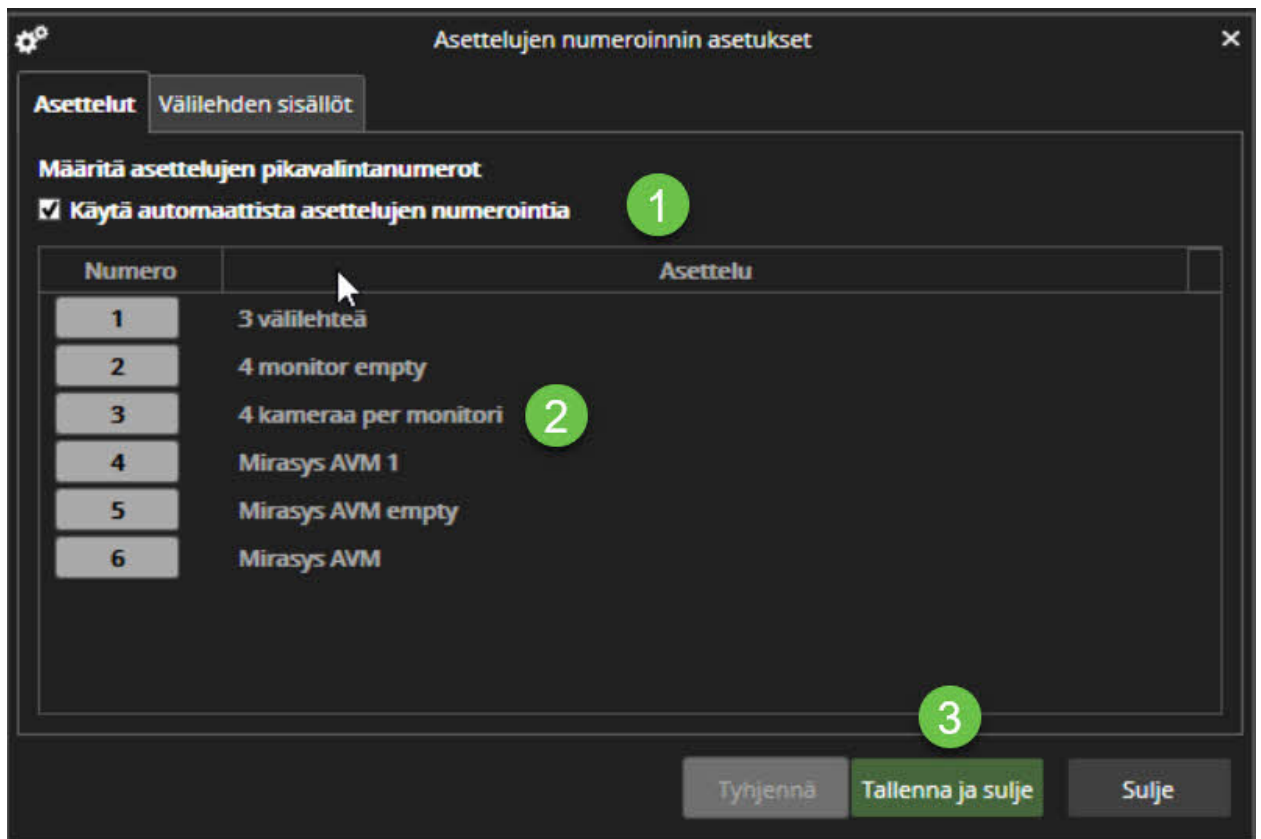 Asettelujen numeroinnin asetukset
Asettelut Välilehden sisällöt
Määritä asettelujen pikavalintanumerot
Käytä automaattista asettelujen numerointia 1
Numero Asettelu
1 3 välilehteä
2 4 monitor empty
3 4 kameraa per monitori 2
4 Mirasys AVM 1
5 Mirasys AVM empty
6 Mirasys AVM
3
Tyhjennä Tallenna ja sulje Sulje